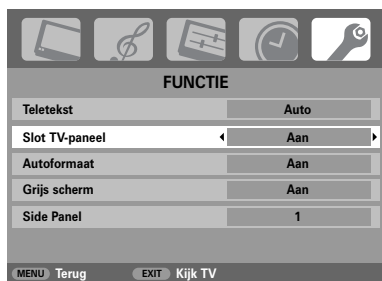 FUNCTIE
Teletekst Auto
Slot TV-paneel Aan
Autoformaat Aan
Grijs scherm Aan
Side Panel 1
MENU Terug EXIT Kijk TV